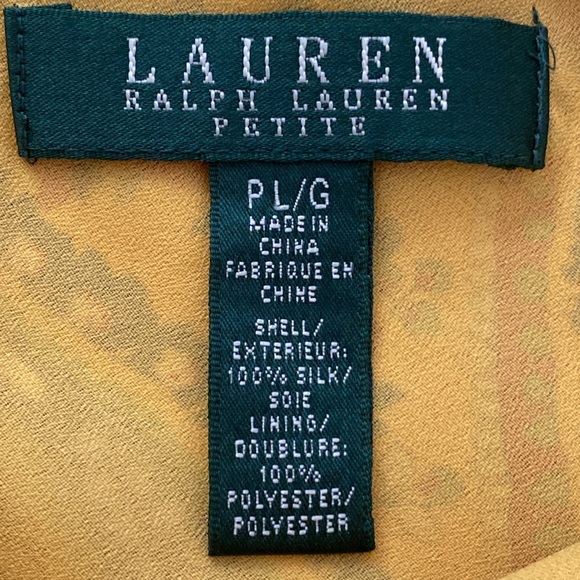 LAUREN
RALPH LAUREN
PETITE
PL/G
MADE IN
CHINA
FABRIQUE EN
CHINE
SHELL/
EXTERIEUR:
100% SILK/
SOIE
LINING/
DOUBLURE:
100%
POLYESTER/
POLYESTER